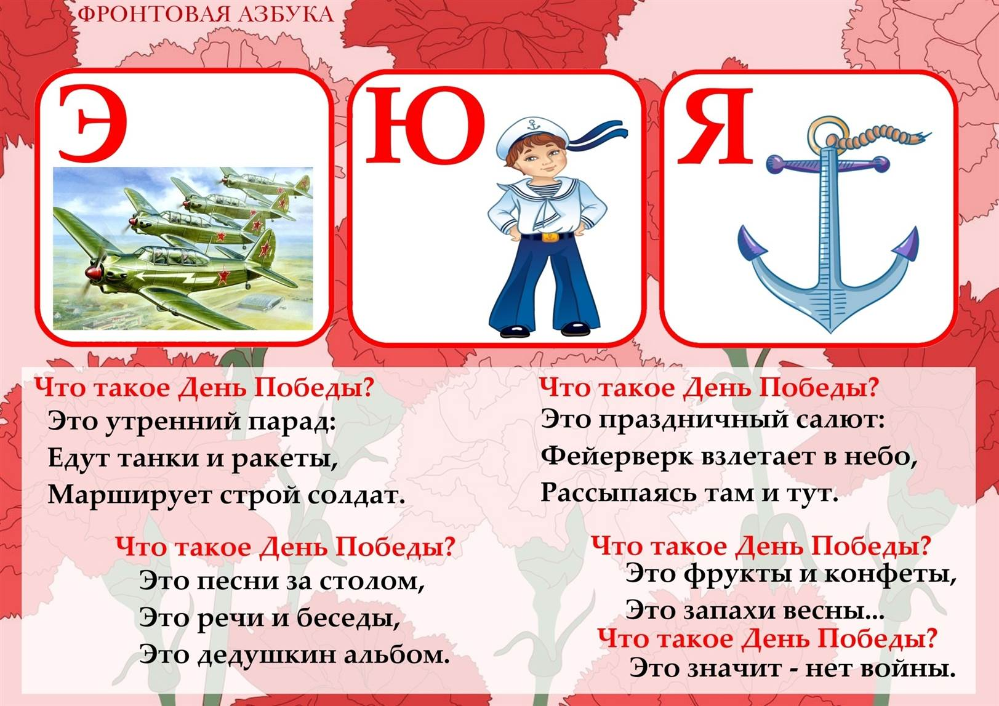 ФРОНТОВАЯ АЗБУКА
Э
Ю
Я
Что такое День Победы?
Это утренний парад:
Едут танки и ракеты,
Марширует строй солдат.
Что такое День Победы?
Это праздничный салют:
Фейерверк взлетает в небо,
Рассыпаясь там и тут.
Что такое День Победы?
Это песни за столом,
Это речи и беседы,
Это дедушкин альбом.
Что такое День Победы?
Это фрукты и конфеты,
Это запахи весны...
Что такое День Победы?
Это значит - нет войны.